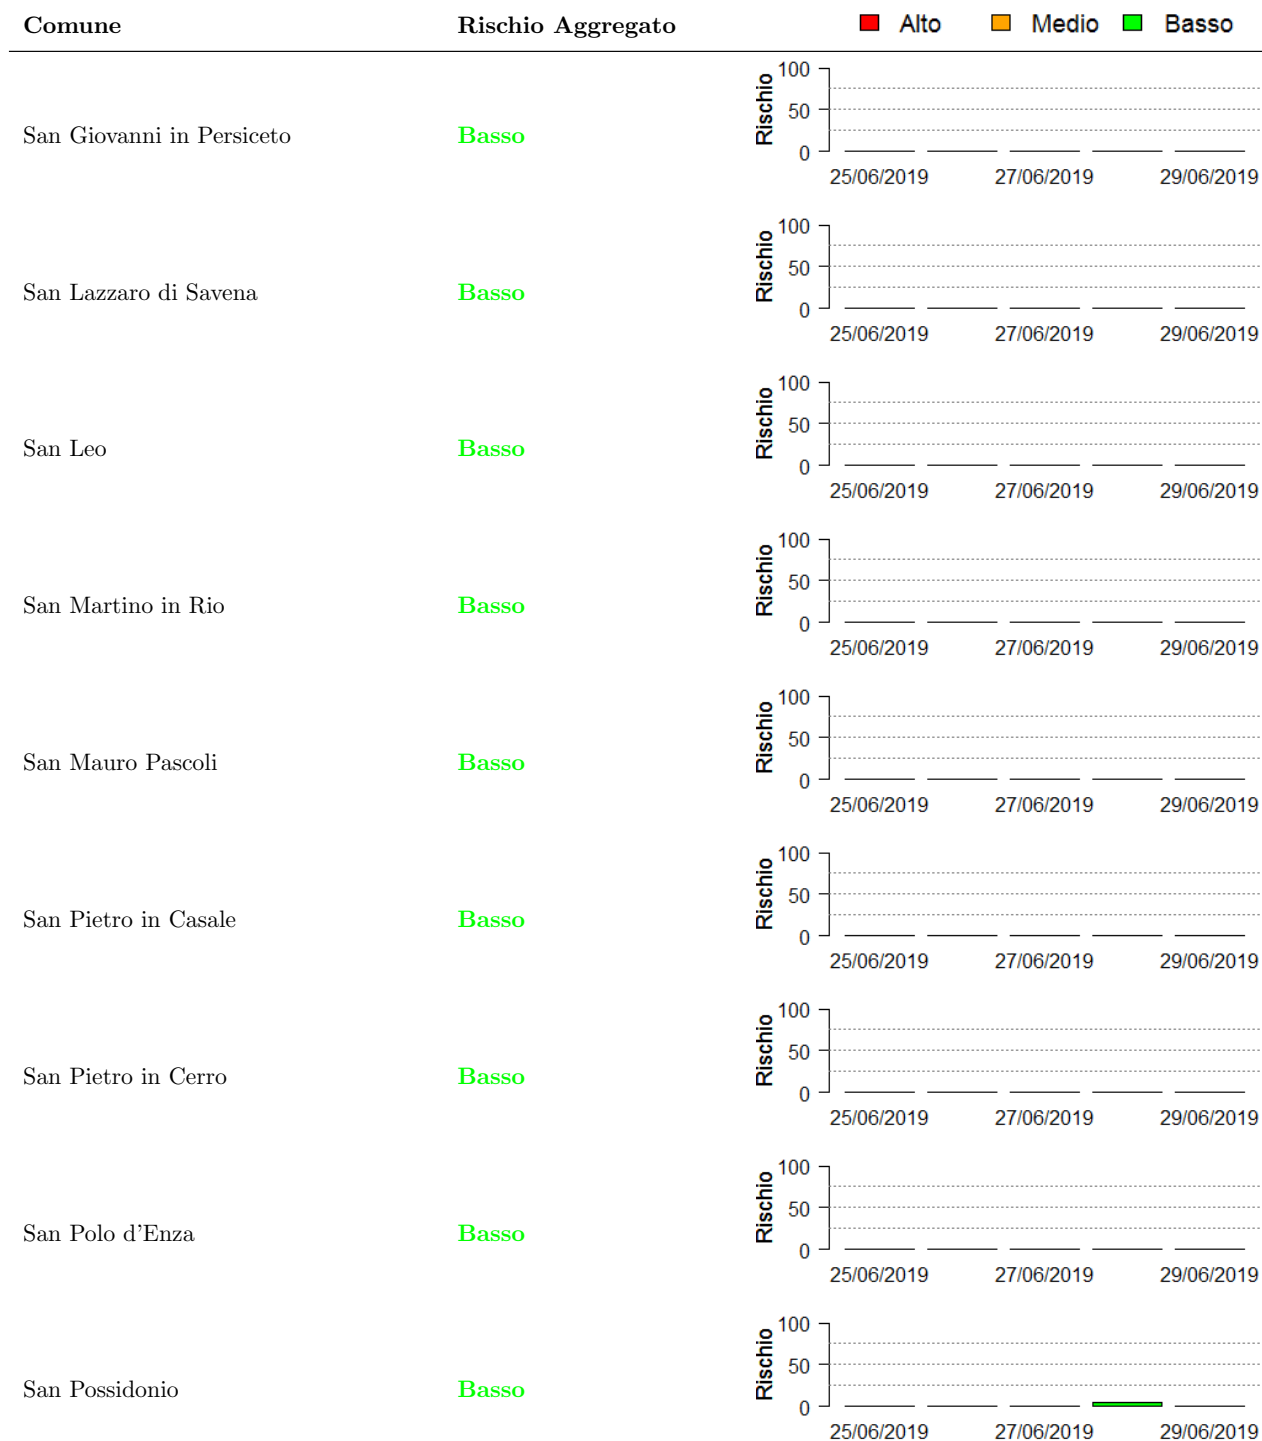 Comune Rischio Aggregato Alto Medio Basso
San Giovanni in Persiceto Basso
Rischio
100
50
0
25/06/2019 27/06/2019 29/06/2019
San Lazzaro di Savena Basso
Rischio
100
50
0
25/06/2019 27/06/2019 29/06/2019
San Leo Basso
Rischio
100
50
0
25/06/2019 27/06/2019 29/06/2019
San Martino in Rio Basso
Rischio
100
50
0
25/06/2019 27/06/2019 29/06/2019
San Mauro Pascoli Basso
Rischio
100
50
0
25/06/2019 27/06/2019 29/06/2019
San Pietro in Casale Basso
Rischio
100
50
0
25/06/2019 27/06/2019 29/06/2019
San Pietro in Cerro Basso
Rischio
100
50
0
25/06/2019 27/06/2019 29/06/2019
San Polo d'Enza Basso
Rischio
100
50
0
25/06/2019 27/06/2019 29/06/2019
San Possidonio Basso
Rischio
100
50
0
25/06/2019 27/06/2019 29/06/2019